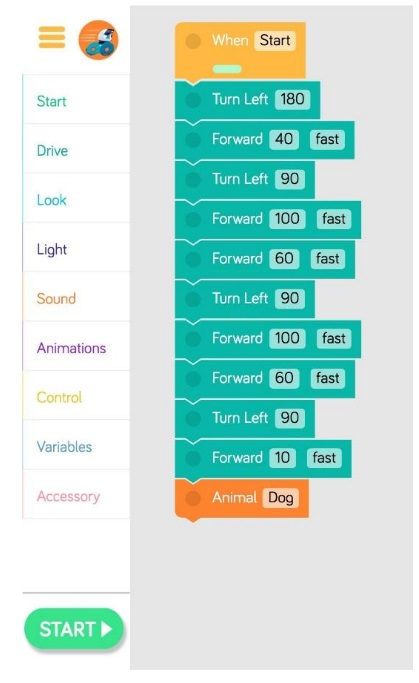 When Start
Start
Turn Left 180
Drive
Forward 40 fast
Turn Left 90
Look
Forward 100 fast
Light
Forward 60 fast
Sound
Turn Left 90
Animations
Forward 100 fast
Forward 60 fast
Control
Turn Left 90
Variables
Forward 10 fast
Accessory
Animal Dog
START